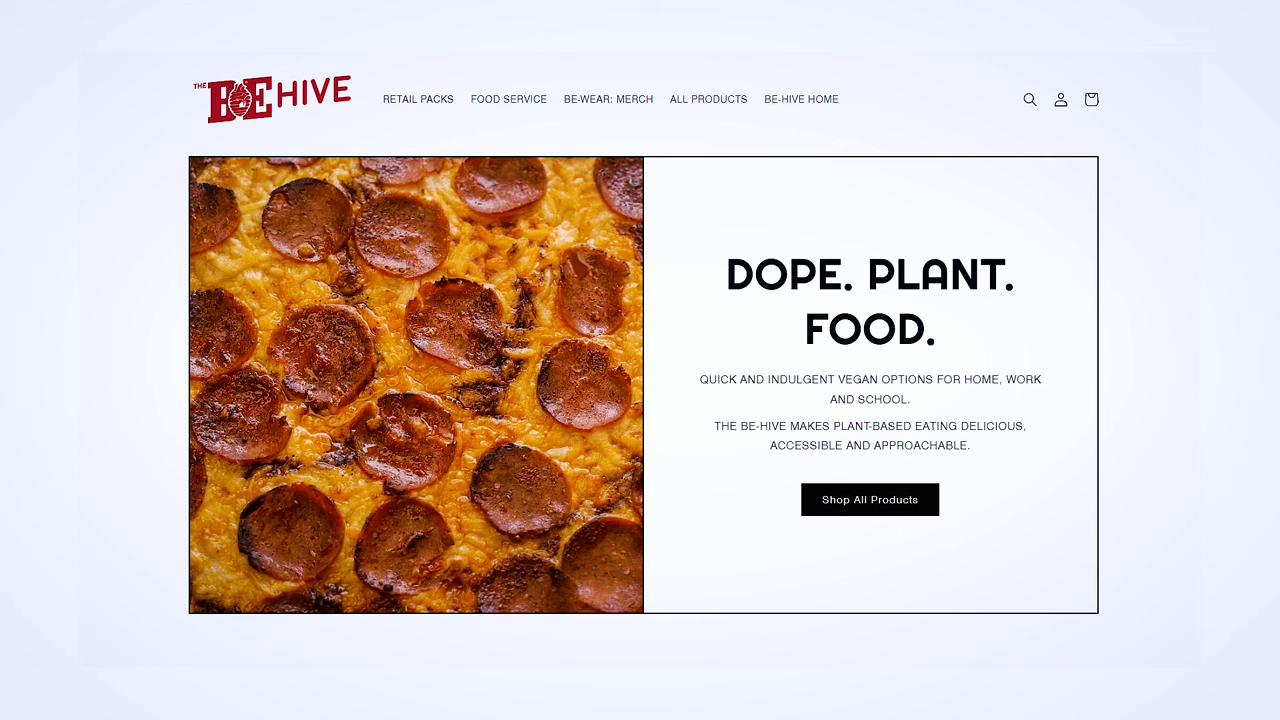 THE BE HIVE
RETAIL PACKS FOOD SERVICE BE-WEAR: MERCH ALL PRODUCTS BE-HIVE HOME
DOPE. PLANT.
FOOD.
QUICK AND INDULGENT VEGAN OPTIONS FOR HOME, WORK
AND SCHOOL.
THE BE-HIVE MAKES PLANT-BASED EATING DELICIOUS,
ACCESSIBLE AND APPROACHABLE.
Shop All Products